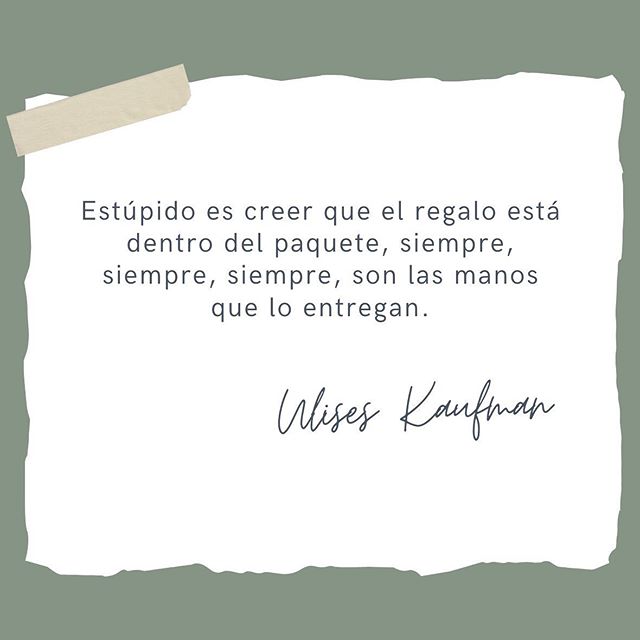 Estúpido es creer que el regalo está
dentro del paquete, siempre,
siempre, siempre, son las manos
que lo entregan.
Ulises Kaufman